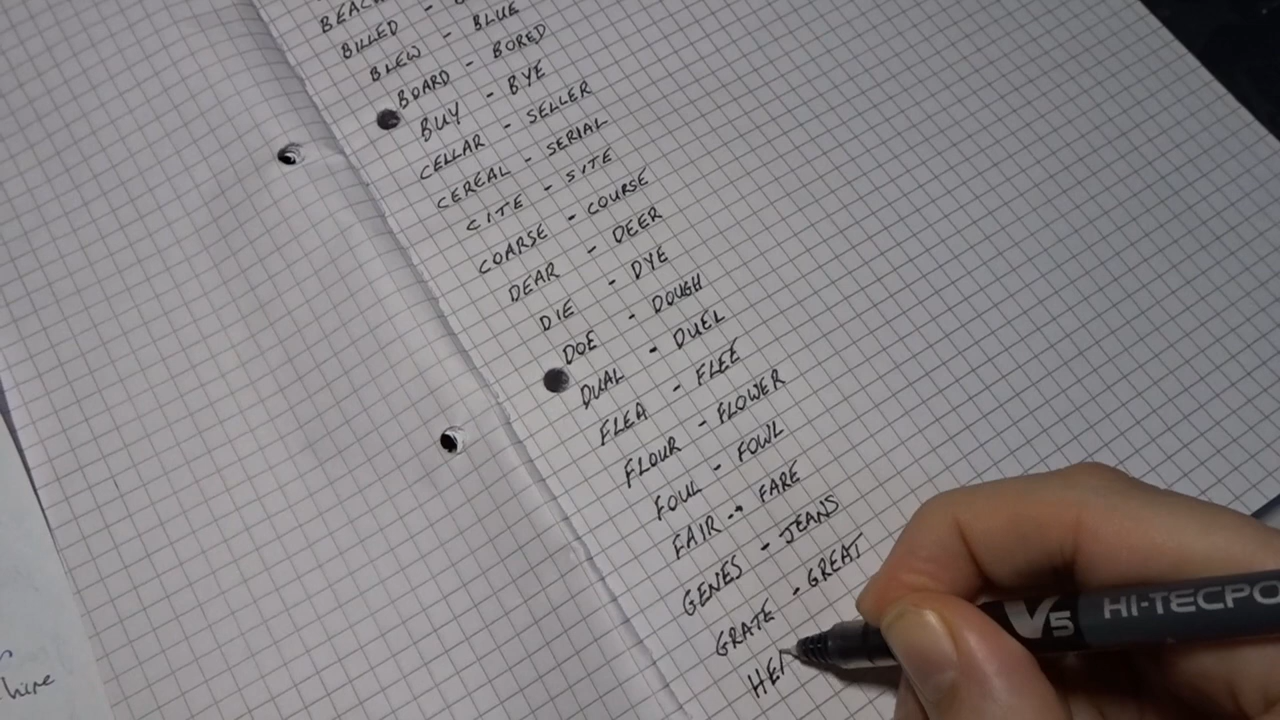 BEACH
BILLED -
BLEW - BLUE
BOARD - BORED
BUY - BYE
CELLAR - SELLER
CEREAL - SERIAL
CITE - SITE
COARSE - COURSE
DEAR - DEER
DIE - DYE
DOE - DOUGH
DUAL - DUEL
FLEA - FLEE
FLOUR - FLOWER
FOUL - FOWL
FAIR - FARE
GENES - JEANS
GRATE - GREAT
HEA
V5 HI-TECPO